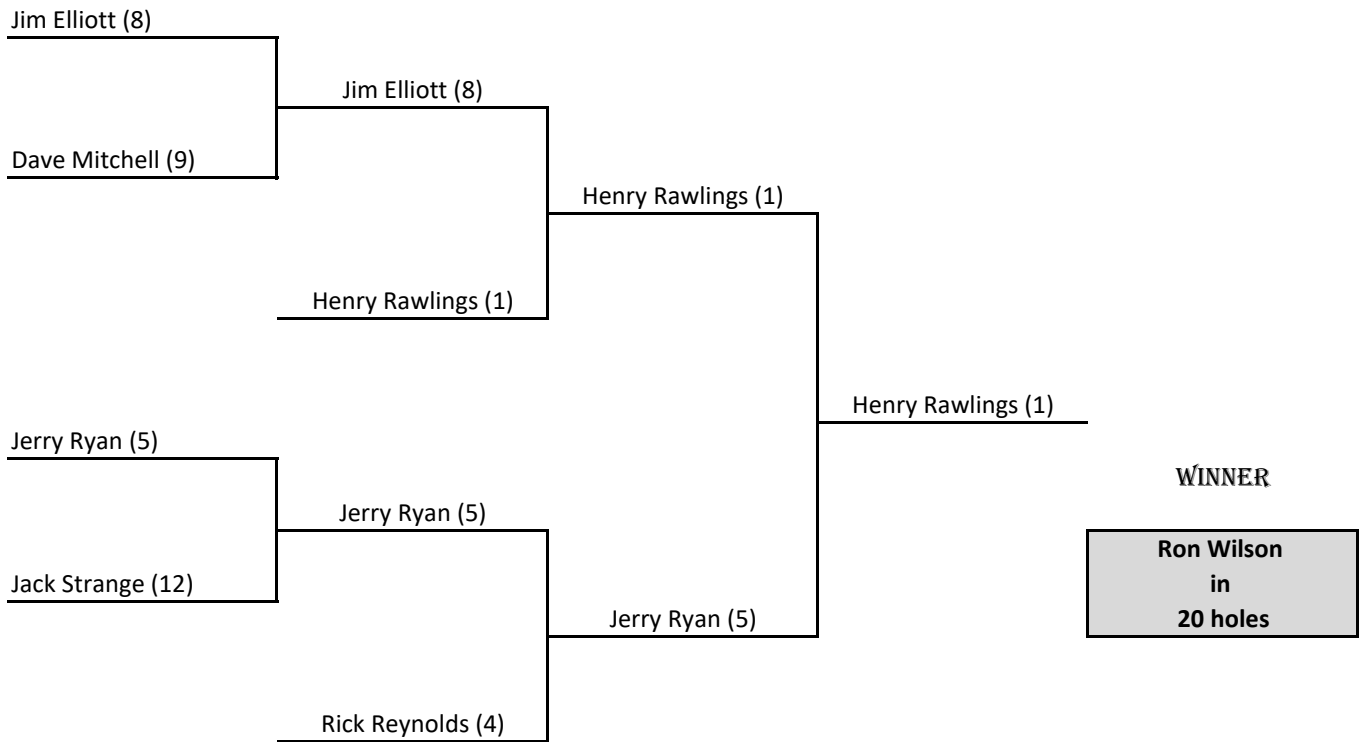 Jim Elliott (8)
Jim Elliott (8)
Dave Mitchell (9)
Henry Rawlings (1)
Henry Rawlings (1)
Henry Rawlings (1)
Jerry Ryan (5)
WINNER
Jerry Ryan (5)
Ron Wilson
in
Jack Strange (12)
20 holes
Jerry Ryan (5)
Rick Reynolds (4)